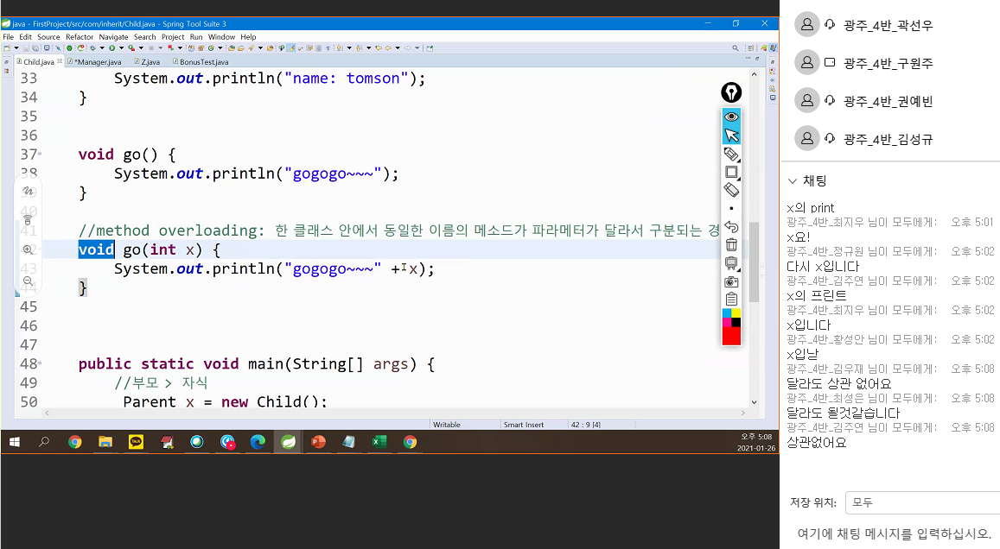 java - FirstProject/src/com/inherit/Child.java - Spring Tool Suite 3
File Edit Source Refactor Navigate Search Project Run Window Help
Child.java *Manager.java Z.java BonusTest.java
33 System.out.println("name: tomson");
34 }
35
36
37 void go() {
38 System.out.println("gogogo~~~");
39 }
40
41 //method overloading: 한 클래스 안에서 동일한 이름의 메소드가 파라메터가 달라서 구분되는 경
42 void go(int x) {
43 System.out.println("gogogo~~~" + x);
}
45
46
47
48 public static void main(String[] args) {
49 //부모 > 자식
50 Parent x = new Child();
Writable Smart Insert 42 : 9 [4]
오후 5:08
2021-01-26
광주_4반_곽선우
광주_4반_구원주
광주_4반_권예빈
광주_4반_김성규
채팅
x의 print
광주_4반_최지우 님이 모두에게: 오후 5:01
x요!
광주_4반_정규원 님이 모두에게: 오후 5:02
다시 x입니다
광주_4반_김주연 님이 모두에게: 오후 5:02
x의 프린트
광주_4반_최지우 님이 모두에게: 오후 5:02
x입니다
광주_4반_황성안 님이 모두에게: 오후 5:02
x입낟
광주_4반_김우재 님이 모두에게: 오후 5:08
달라도 상관 없어요
광주_4반_최성은 님이 모두에게: 오후 5:08
달라도 될것같습니다
광주_4반_김주연 님이 모두에게: 오후 5:08
상관없어요
저장 위치: 모두
여기에 채팅 메시지를 입력하십시오.